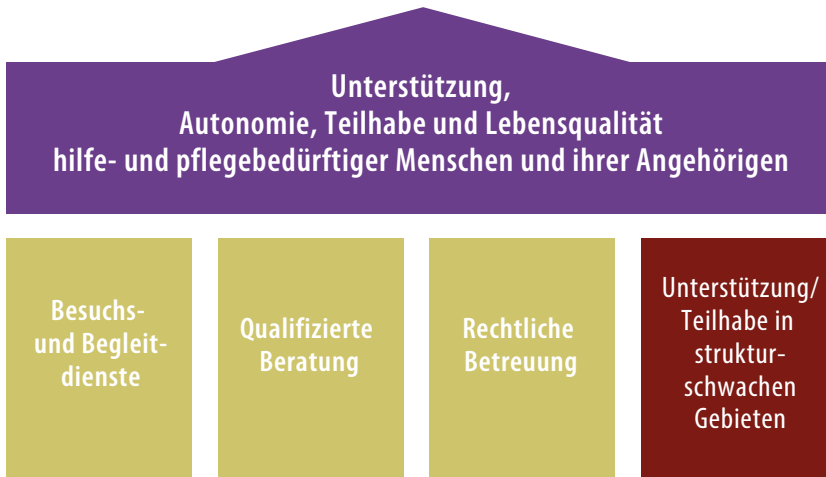 Unterstützung,
Autonomie, Teilhabe und Lebensqualität
hilfe- und pflegebedürftiger Menschen und ihrer Angehörigen
Besuchs-
und Begleit-
dienste
Qualifizierte
Beratung
Rechtliche
Betreuung
Unterstützung/
Teilhabe in
struktur-
schwachen
Gebieten